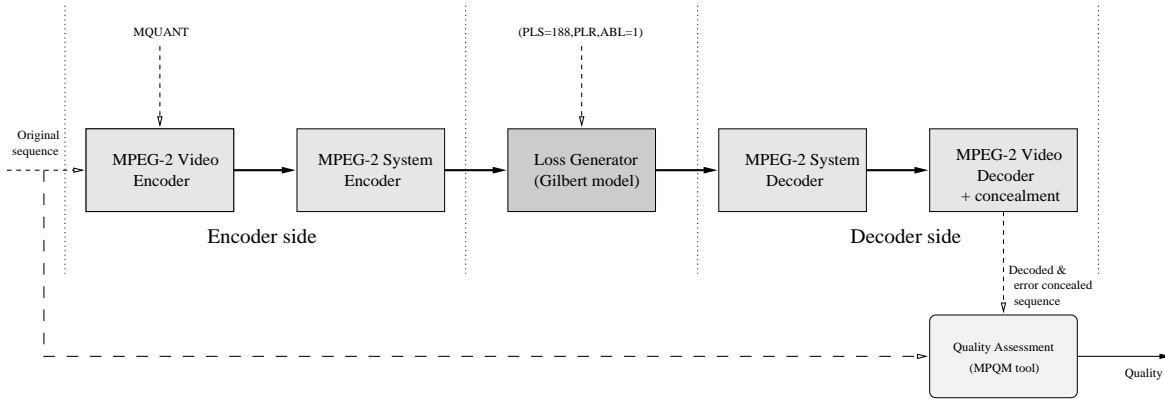 MQUANT
(PLS=188,PLR,ABL=1)
Original
sequence
MPEG-2 Video
Encoder
MPEG-2 System
Encoder
Loss Generator
(Gilbert model)
MPEG-2 System
Decoder
MPEG-2 Video
Decoder
+ concealment
Encoder side
Decoder side
Decoded &
error concealed
sequence
Quality Assessment
(MPQM tool)
Quality